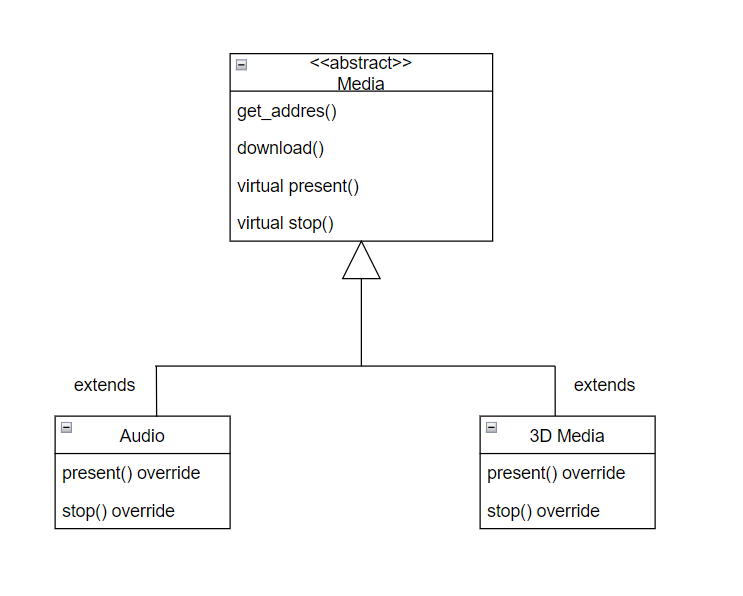 <<abstract>>
Media
get_addres()
download()
virtual present()
virtual stop()
extends
extends
Audio
present() override
stop() override
3D Media
present() override
stop() override